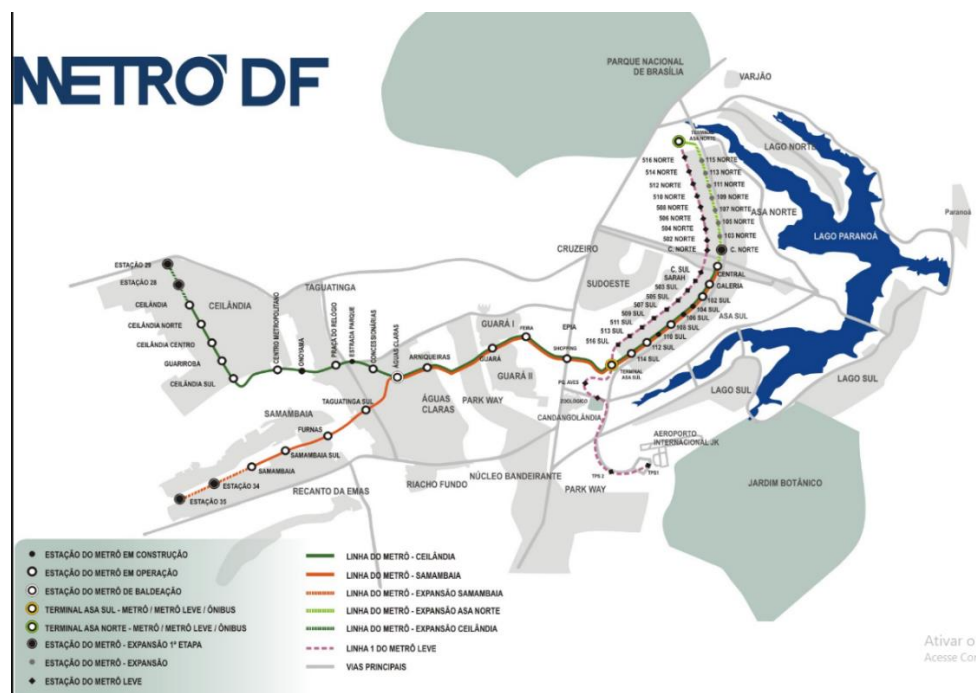 METRÔ DF
PARQUE NACIONAL
DE BRASÍLIA
VARJÃO
TERMINAL
ASA NORTE
LAGO NORTE
516 NORTE
514 NORTE
512 NORTE
510 NORTE
508 NORTE
506 NORTE
504 NORTE
502 NORTE
C. NORTE
115 NORTE
113 NORTE
111 NORTE
109 NORTE
107 NORTE
105 NORTE
103 NORTE
C. NORTE
ASA NORTE
LAGO PARANOÁ
Paranoá
CRUZEIRO
SUDOESTE
CENTRAL
GALERIA
C. SUL
SARAH
503 SUL
505 SUL
507 SUL
509 SUL
511 SUL
513 SUL
516 SUL
102 SUL
104 SUL
106 SUL
108 SUL
110 SUL
112 SUL
114 SUL
ASA SUL
TERMINAL
ASA SUL
LAGO SUL
LAGO SUL
ESTAÇÃO 29
ESTAÇÃO 28
CEILÂNDIA
CEILÂNDIA NORTE
CEILÂNDIA CENTRO
GUARIROBA
CEILÂNDIA SUL
CEILÂNDIA
TAGUATINGA
CENTRO METROPOLITANO
ONOYAMA
PRAÇA DO RELÓGIO
ESTRADA PARQUE
CONCESSIONÁRIAS
ÁGUAS CLARAS
ARNIQUEIRAS
GUARÁ I
GUARÁ
FEIRA
EPIA
SHOPPING
GUARÁ II
ÁGUAS
CLARAS
PARK WAY
TAGUATINGA SUL
SAMAMBAIA
FURNAS
SAMAMBAIA SUL
SAMAMBAIA
ESTAÇÃO 34
ESTAÇÃO 35
RECANTO DA EMAS
RIACHO FUNDO
NÚCLEO BANDEIRANTE
PARK WAY
ZOOLÓGICO
CANDANGOLÂNDIA
AEROPORTO
INTERNACIONAL JK
JARDIM BOTÂNICO
ESTAÇÃO DO METRÔ EM CONSTRUÇÃO
ESTAÇÃO DO METRÔ EM OPERAÇÃO
ESTAÇÃO DO METRÔ DE BALDEAÇÃO
TERMINAL ASA SUL - METRÔ / METRÔ LEVE / ÔNIBUS
TERMINAL ASA NORTE - METRÔ / METRÔ LEVE / ÔNIBUS
ESTAÇÃO DO METRÔ - EXPANSÃO 1ª ETAPA
ESTAÇÃO DO METRÔ - EXPANSÃO
ESTAÇÃO DO METRÔ LEVE
LINHA DO METRÔ - CEILÂNDIA
LINHA DO METRÔ - SAMAMBAIA
LINHA DO METRÔ - EXPANSÃO SAMAMBAIA
LINHA DO METRÔ - EXPANSÃO ASA NORTE
LINHA DO METRÔ - EXPANSÃO CEILÂNDIA
LINHA 1 DO METRÔ LEVE
VIAS PRINCIPAIS
Ativar o
Acesse Con